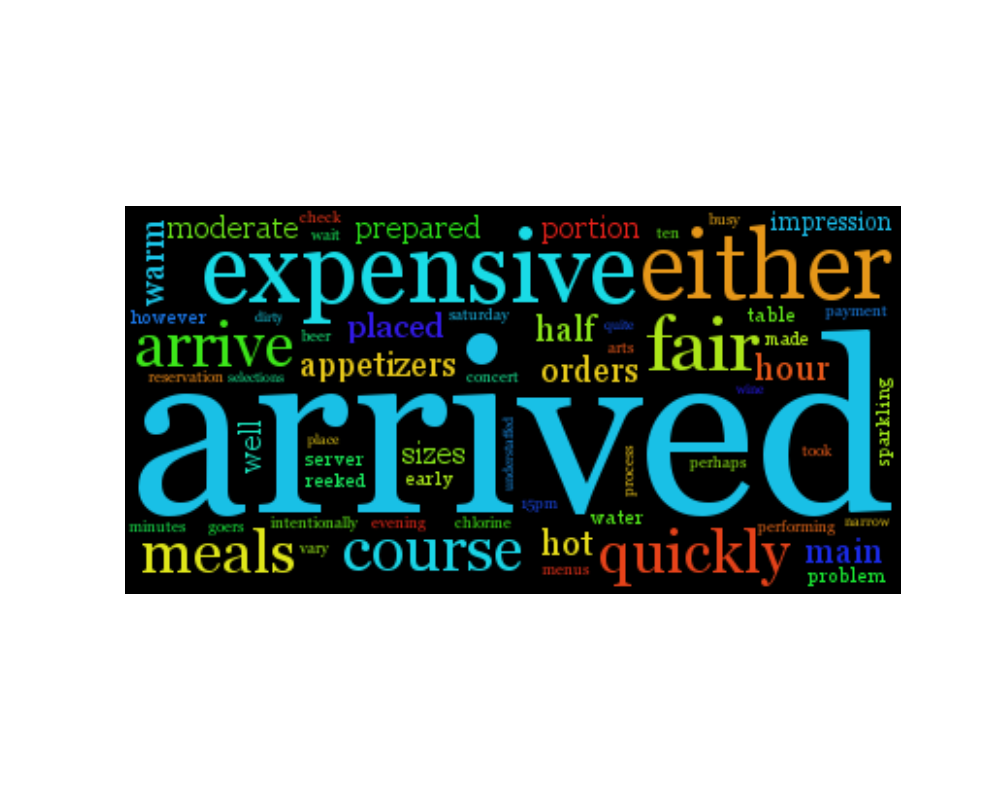 warm
moderate
check
wait
prepared
portion
ten
busy
impression
expensive
either
however
dirty
beer
placed
saturday
half
quite
table
payment
arrive
appetizers
concert
orders
arts
fair
made
hour
reservation
selections
wine
arrived
sparkling
well
place
server
reeked
sizes
early
understaffed
process
perhaps
took
15pm
water
minutes
goers
intentionally
evening
chlorine
performing
narrow
meals
vary
course
hot
menus
quickly
main
problem